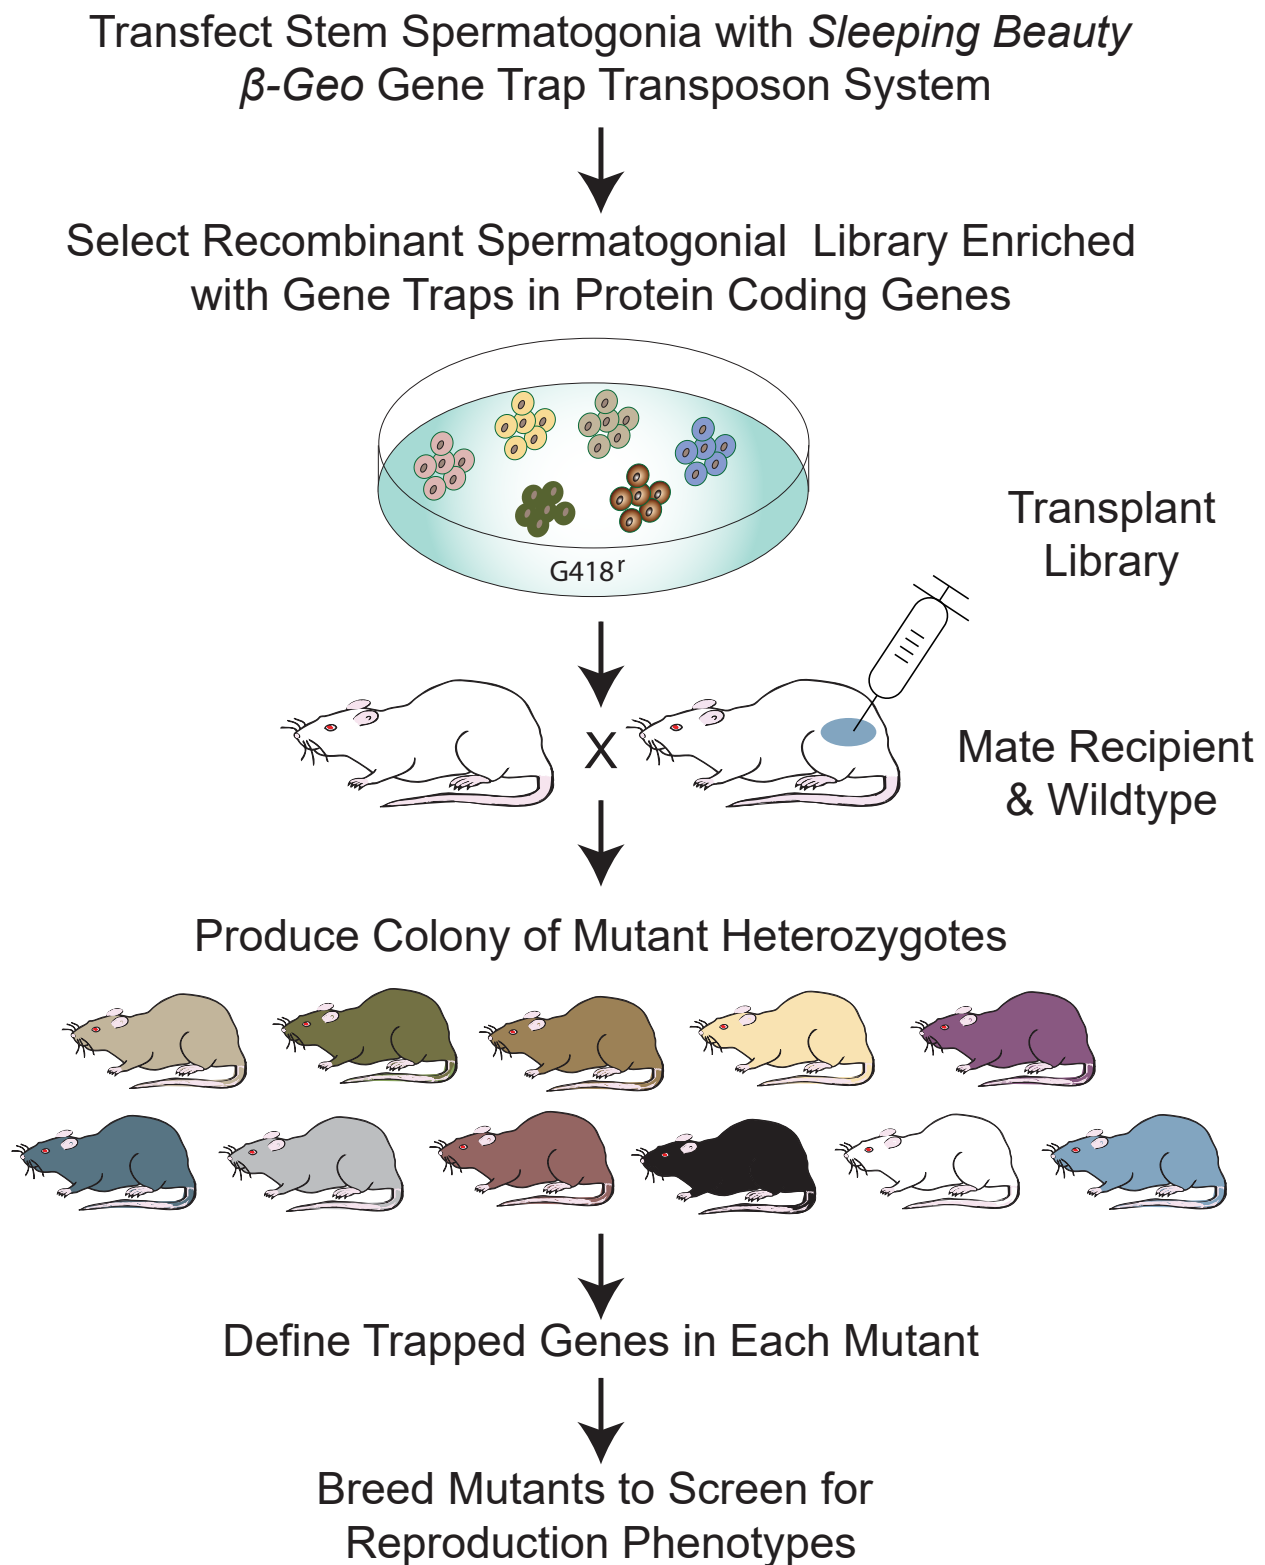 Transfect Stem Spermatogonia with Sleeping Beauty
β-Geo Gene Trap Transposon System
Select Recombinant Spermatogonial Library Enriched
with Gene Traps in Protein Coding Genes
G418ʳ
Transplant
Library
X
Mate Recipient
& Wildtype
Produce Colony of Mutant Heterozygotes
Define Trapped Genes in Each Mutant
Breed Mutants to Screen for
Reproduction Phenotypes